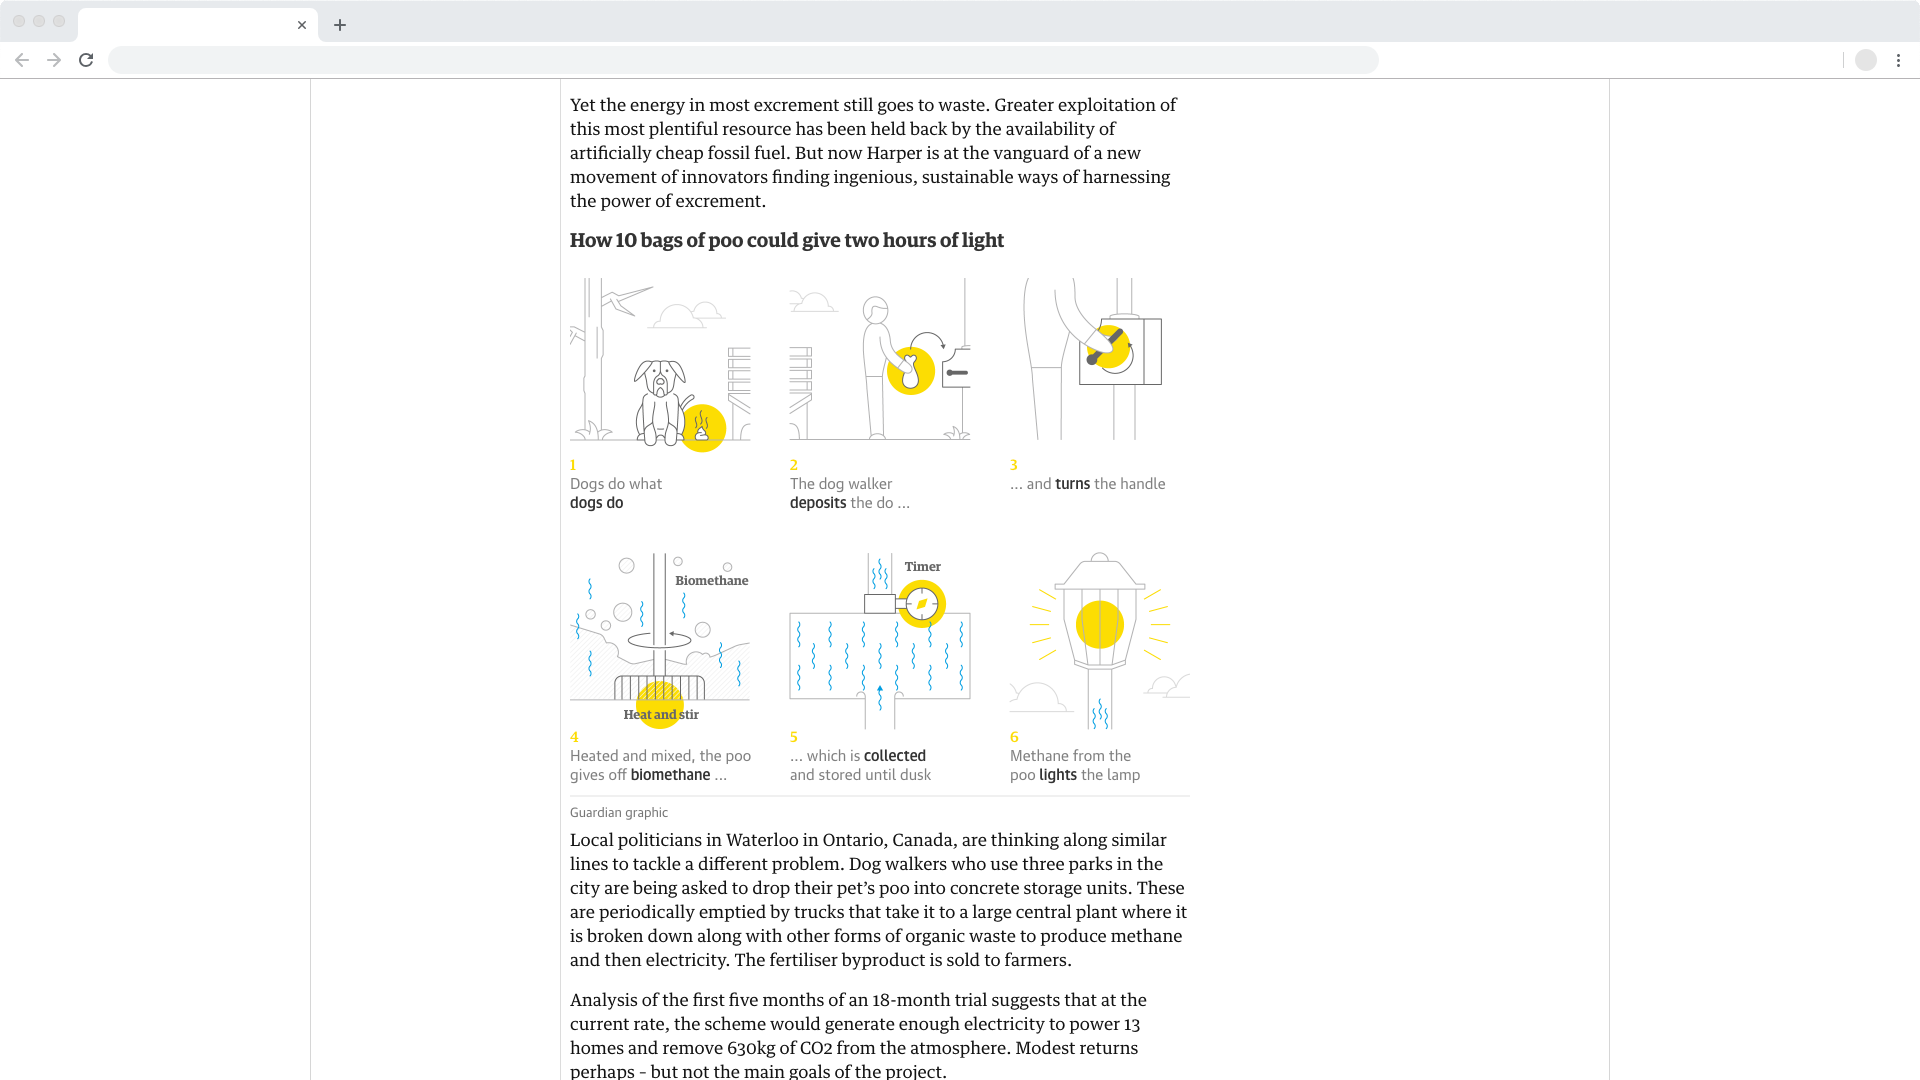 Yet the energy in most excrement still goes to waste. Greater exploitation of
this most plentiful resource has been held back by the availability of
artificially cheap fossil fuel. But now Harper is at the vanguard of a new
movement of innovators finding ingenious, sustainable ways of harnessing
the power of excrement.
How 10 bags of poo could give two hours of light
1
Dogs do what
dogs do
2
The dog walker
deposits the do ...
3
... and turns the handle
Biomethane
Heat and stir
4
Heated and mixed, the poo
gives off biomethane ...
Timer
5
... which is collected
and stored until dusk
6
Methane from the
poo lights the lamp
Guardian graphic
Local politicians in Waterloo in Ontario, Canada, are thinking along similar
lines to tackle a different problem. Dog walkers who use three parks in the
city are being asked to drop their pet’s poo into concrete storage units. These
are periodically emptied by trucks that take it to a large central plant where it
is broken down along with other forms of organic waste to produce methane
and then electricity. The fertiliser byproduct is sold to farmers.
Analysis of the first five months of an 18-month trial suggests that at the
current rate, the scheme would generate enough electricity to power 13
homes and remove 630kg of CO2 from the atmosphere. Modest returns
perhaps – but not the main goals of the project.